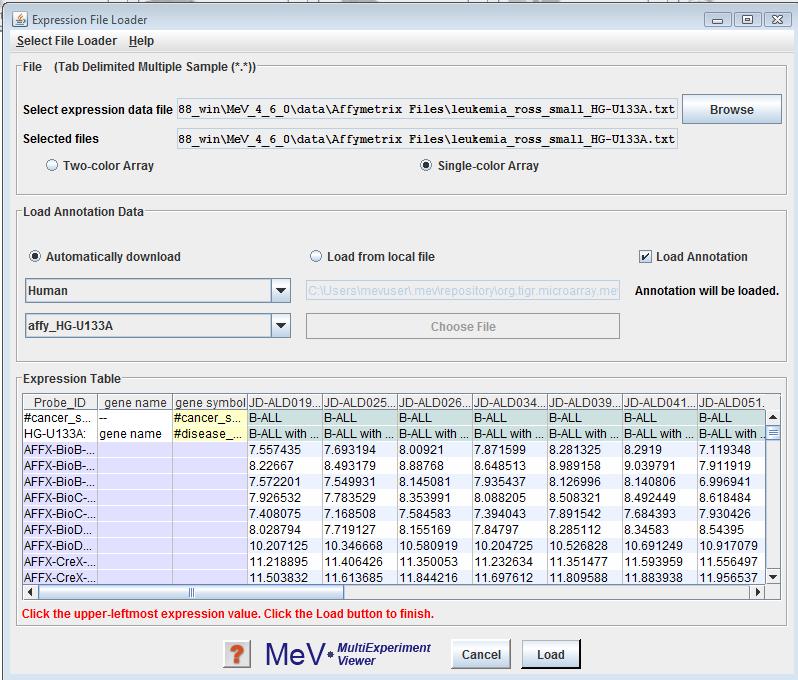 Expression File Loader
Select File Loader Help
File (Tab Delimited Multiple Sample (*.*))
Select expression data file 88_win\MeV_4_6_0\data\Affymetrix Files\leukemia_ross_small_HG-U133A.txt Browse
Selected files 88_win\MeV_4_6_0\data\Affymetrix Files\leukemia_ross_small_HG-U133A.txt
Two-color Array Single-color Array
Load Annotation Data
Automatically download Load from local file Load Annotation
Human C:\Users\mevuser\.mev\repository\org.tigr.microarray.me Annotation will be loaded.
affy_HG-U133A Choose File
Expression Table
Probe_ID gene name gene symbol JD-ALD019... JD-ALD025... JD-ALD026... JD-ALD034... JD-ALD039... JD-ALD041... JD-ALD051.
#cancer_s... -- #cancer_s... B-ALL B-ALL B-ALL B-ALL B-ALL B-ALL B-ALL
HG-U133A: gene name #disease_... B-ALL with ... B-ALL with ... B-ALL with ... B-ALL with ... B-ALL with ... B-ALL with ... B-ALL with .
AFFX-BioB-... 7.557435 7.693194 8.00921 7.871599 8.281325 8.2919 7.119348
AFFX-BioB-... 8.22667 8.493179 8.88768 8.648513 8.989158 9.039791 7.911919
AFFX-BioB-... 7.572201 7.549931 8.145081 7.935437 8.126996 8.140806 6.996941
AFFX-BioC-... 7.926532 7.783529 8.353991 8.088205 8.508321 8.492449 8.618484
AFFX-BioC-... 7.408075 7.168508 7.584583 7.394043 7.891542 7.684393 7.930426
AFFX-BioD... 8.028794 7.719127 8.155169 7.84797 8.285112 8.34583 8.54395
AFFX-BioD... 10.207125 10.346668 10.580919 10.204725 10.526828 10.691249 10.917079
AFFX-CreX-... 11.218895 11.406426 11.350053 11.232634 11.351477 11.593959 11.556497
AFFX-CreX-... 11.503832 11.613685 11.844216 11.697612 11.809588 11.883938 11.956537
Click the upper-leftmost expression value. Click the Load button to finish.
? MeV MultiExperiment Viewer Cancel Load